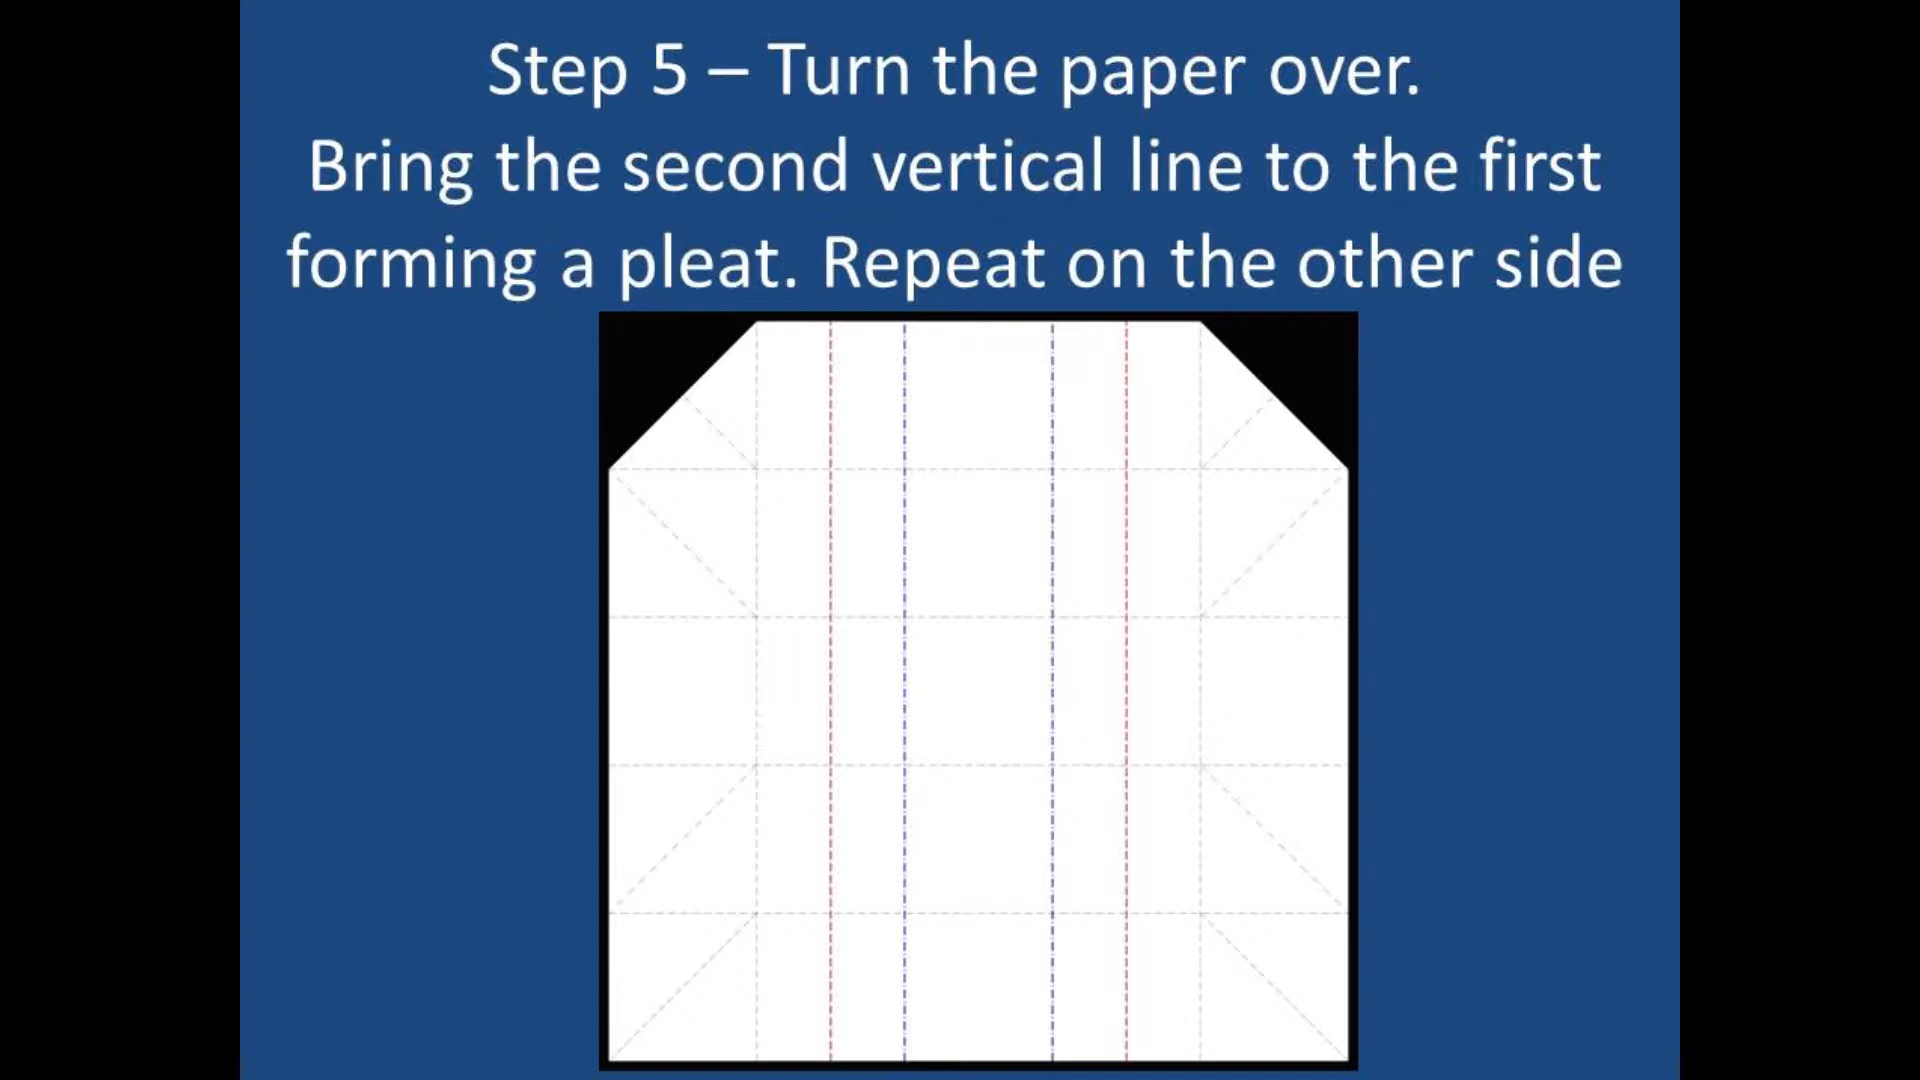 Step 5 – Turn the paper over.
Bring the second vertical line to the first
forming a pleat. Repeat on the other side